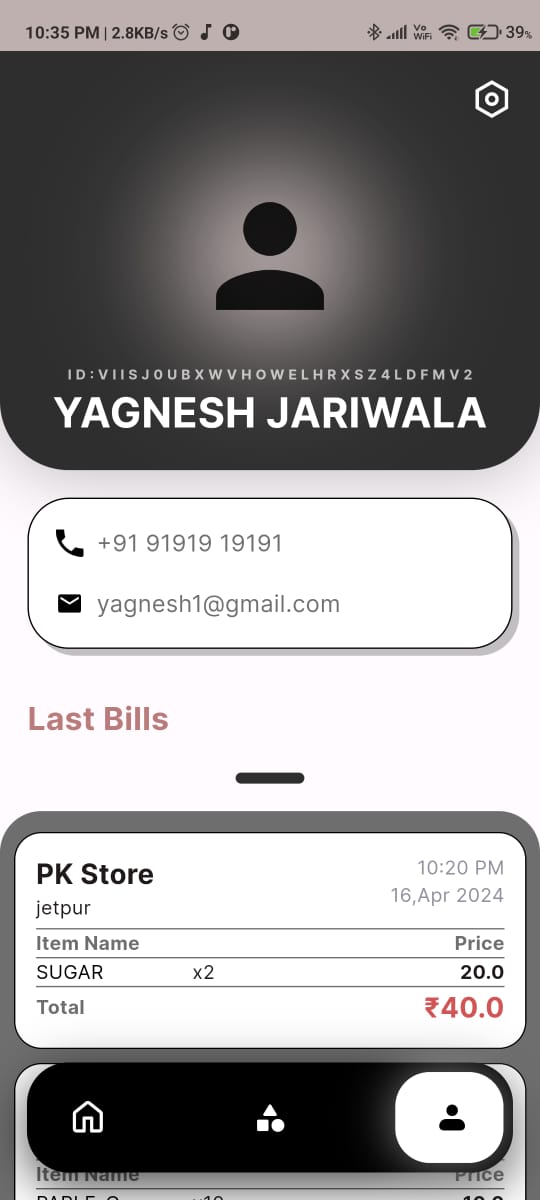 10:35 PM | 2.8KB/s
Vo
WiFi
39%
ID:VIISJ0UBXWVHOWELHRXSZ4LDFMV2
YAGNESH JARIWALA
+91 91919 19191
yagnesh1@gmail.com
Last Bills
PK Store
10:20 PM
jetpur
16,Apr 2024
Item Name Price
SUGAR x2 20.0
Total ₹40.0
Item Name Price